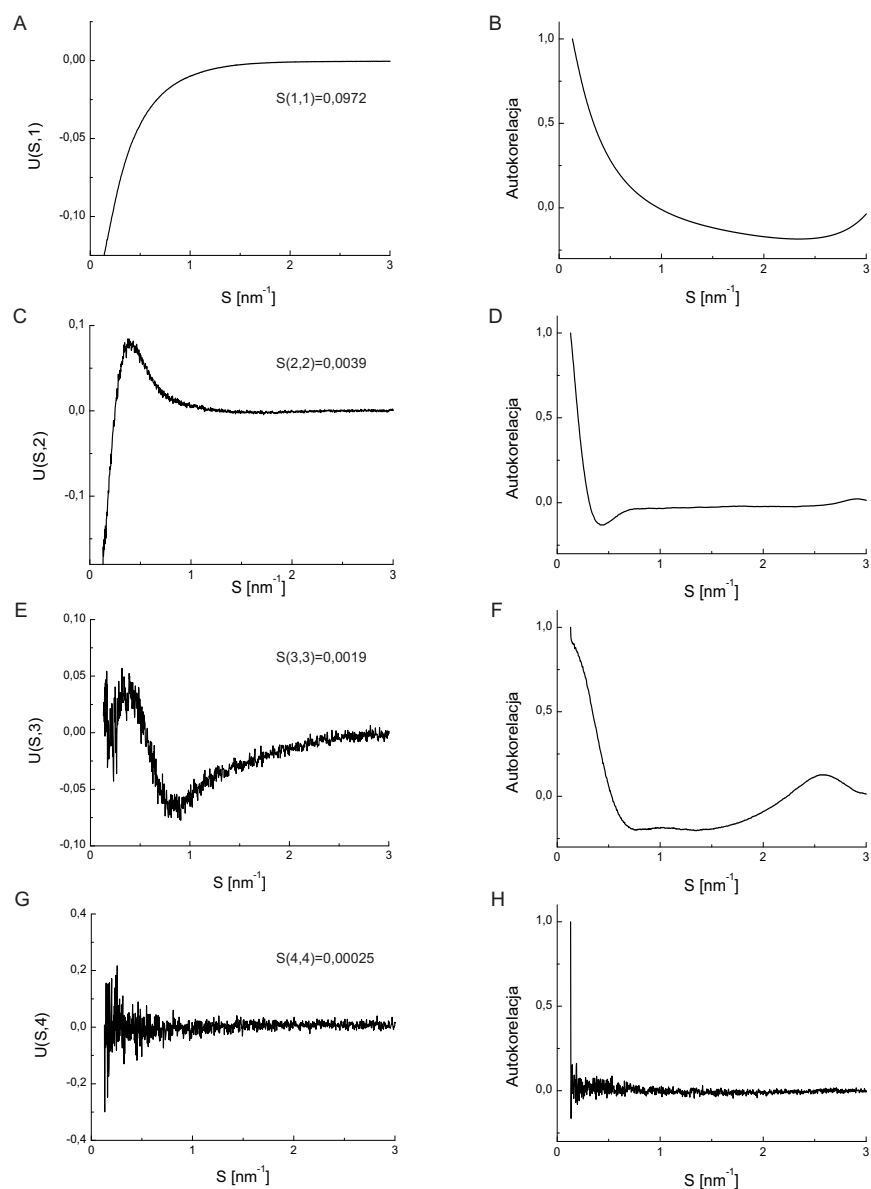 A
0,00
-0,05
-0,10
U(S,1)
S(1,1)=0,0972
0 1 2 3
S [nm⁻¹]
B
1,0
0,5
0,0
Autokorelacja
0 1 2 3
S [nm⁻¹]
C
0,1
0,0
-0,1
U(S,2)
S(2,2)=0,0039
0 1 2 3
S [nm⁻¹]
D
1,0
0,5
0,0
Autokorelacja
0 1 2 3
S [nm⁻¹]
E
0,10
0,05
0,00
-0,05
-0,10
U(S,3)
S(3,3)=0,0019
0 1 2 3
S [nm⁻¹]
F
1,0
0,5
0,0
Autokorelacja
0 1 2 3
S [nm⁻¹]
G
0,4
0,2
0,0
-0,2
-0,4
U(S,4)
S(4,4)=0,00025
0 1 2 3
S [nm⁻¹]
H
1,0
0,5
0,0
Autokorelacja
0 1 2 3
S [nm⁻¹]